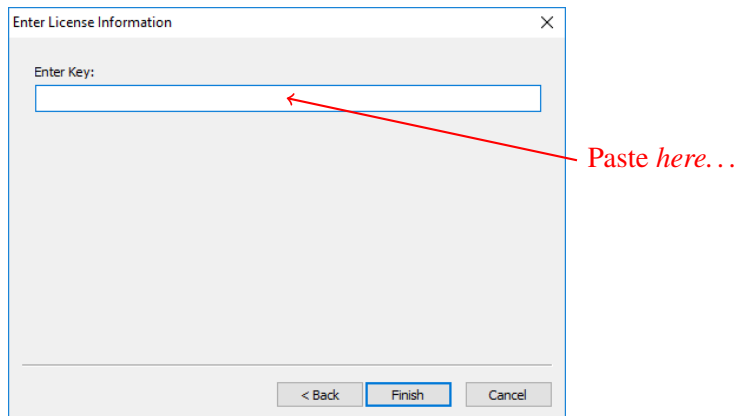 Enter License Information
Enter Key:
Paste here...
< Back Finish Cancel